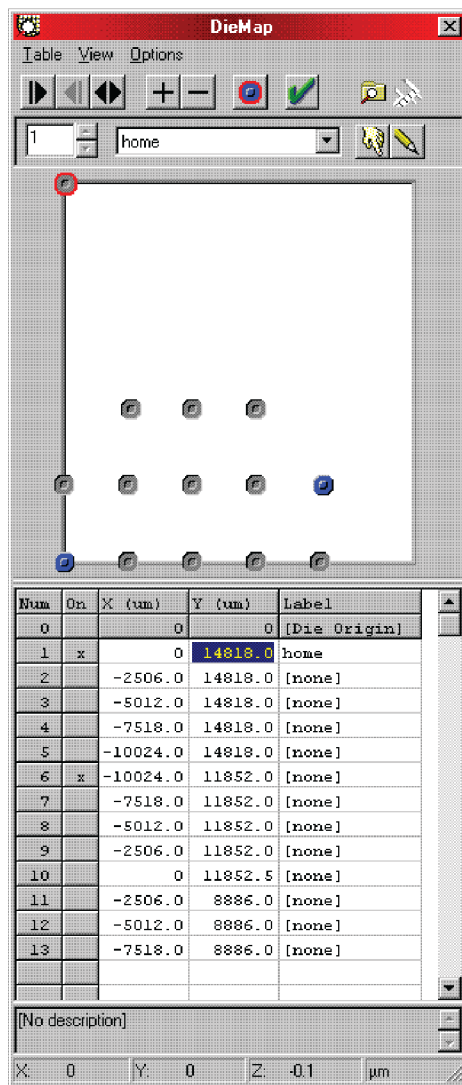 DieMap
Table View Options
1 home
Num On X (um) Y (um) Label
0 0 0 [Die Origin]
1 x 0 14818.0 home
2 -2506.0 14818.0 [none]
3 -5012.0 14818.0 [none]
4 -7518.0 14818.0 [none]
5 -10024.0 14818.0 [none]
6 x -10024.0 11852.0 [none]
7 -7518.0 11852.0 [none]
8 -5012.0 11852.0 [none]
9 -2506.0 11852.0 [none]
10 0 11852.5 [none]
11 -2506.0 8886.0 [none]
12 -5012.0 8886.0 [none]
13 -7518.0 8886.0 [none]
[No description]
X: 0 Y: 0 Z: -0.1 µm